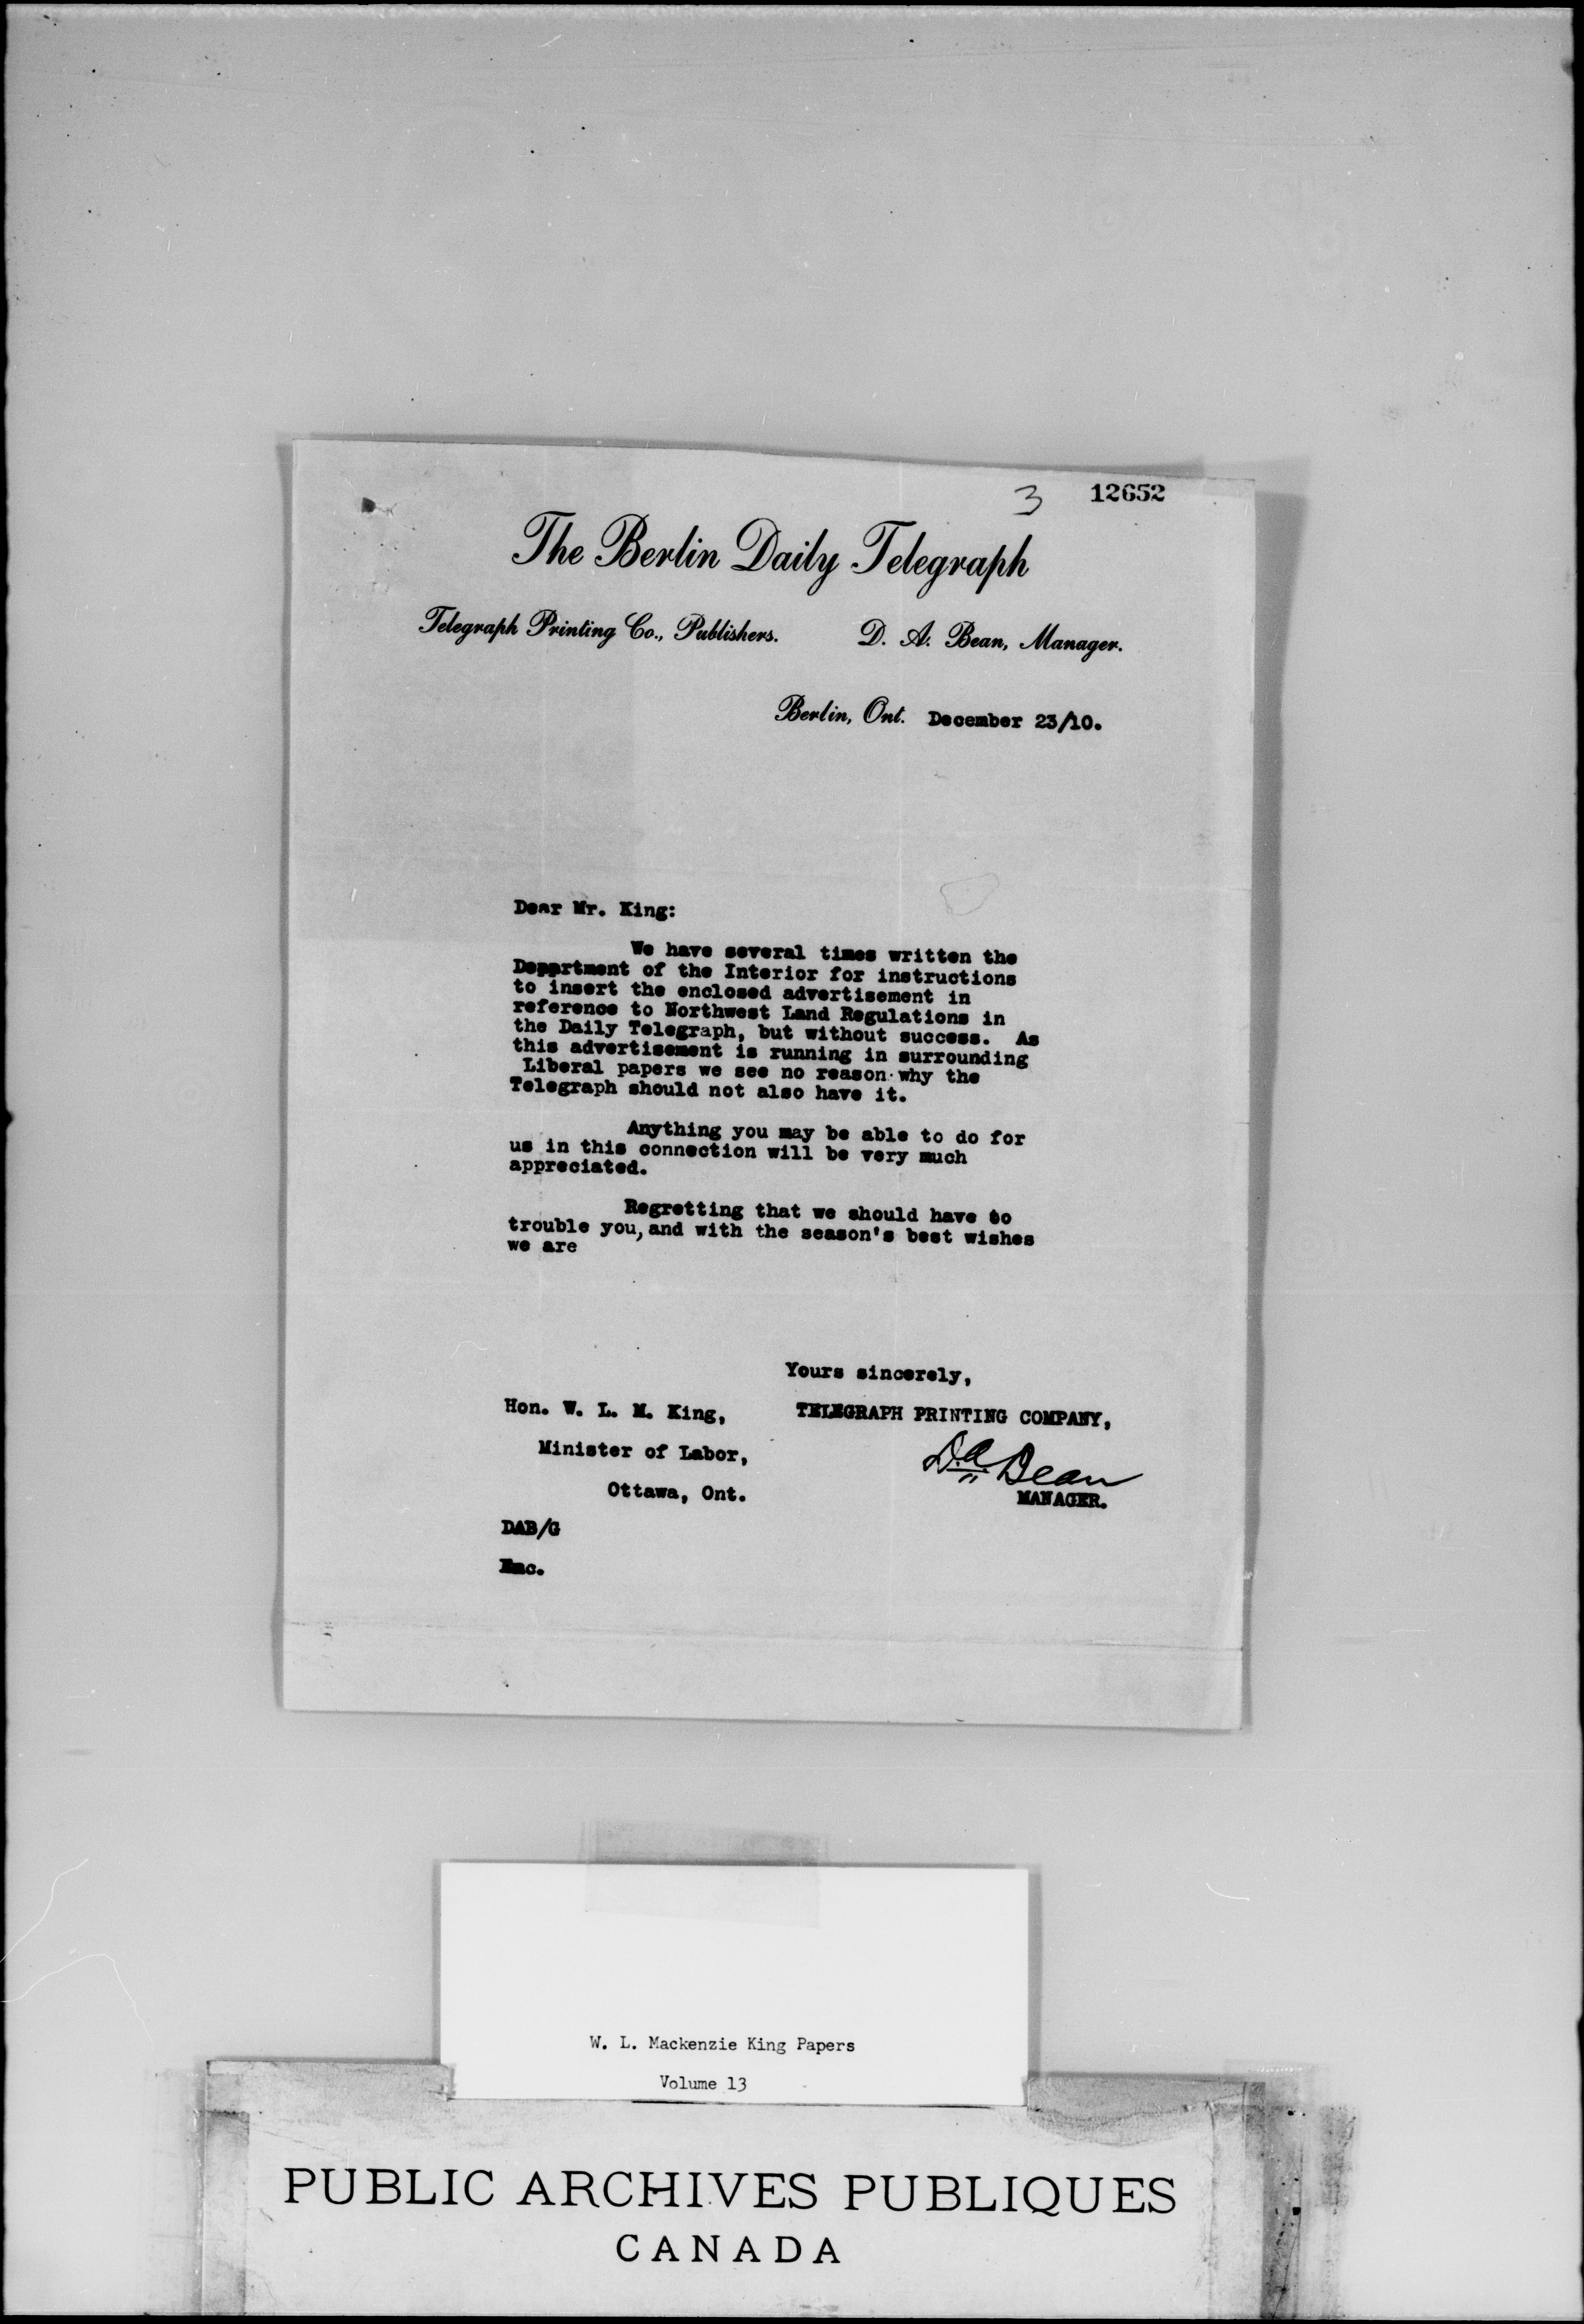 3 12652
The Berlin Daily Telegraph
Telegraph Printing Co., Publishers. D. A. Bean, Manager.
Berlin, Ont. December 23/10.
Dear Mr. King:
We have several times written the
Department of the Interior for instructions
to insert the enclosed advertisement in
reference to Northwest Land Regulations in
the Daily Telegraph, but without success. As
this advertisement is running in surrounding
Liberal papers we see no reason why the
Telegraph should not also have it.
Anything you may be able to do for
us in this connection will be very much
appreciated.
Regretting that we should have to
trouble you, and with the season's best wishes
we are
Yours sincerely,
Hon. W. L. M. King, TELEGRAPH PRINTING COMPANY,
Minister of Labor, D.A. Bean
Ottawa, Ont. MANAGER.
DAB/G
Enc.
W. L. Mackenzie King Papers
Volume 13
PUBLIC ARCHIVES PUBLIQUES
CANADA